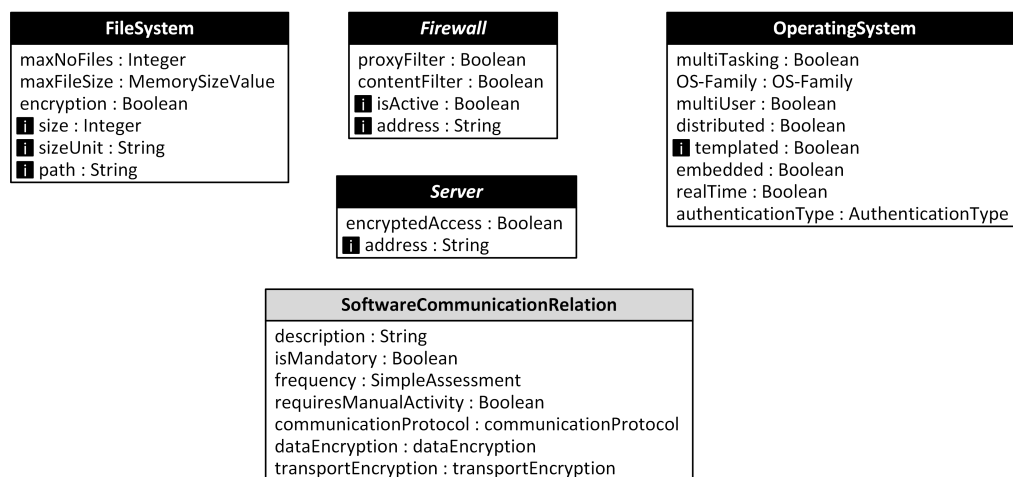 FileSystem
maxNoFiles : Integer
maxFileSize : MemorySizeValue
encryption : Boolean
i size : Integer
i sizeUnit : String
i path : String
Firewall
proxyFilter : Boolean
contentFilter : Boolean
i isActive : Boolean
i address : String
OperatingSystem
multiTasking : Boolean
OS-Family : OS-Family
multiUser : Boolean
distributed : Boolean
i templated : Boolean
embedded : Boolean
realTime : Boolean
authenticationType : AuthenticationType
Server
encryptedAccess : Boolean
i address : String
SoftwareCommunicationRelation
description : String
isMandatory : Boolean
frequency : SimpleAssessment
requiresManualActivity : Boolean
communicationProtocol : communicationProtocol
dataEncryption : dataEncryption
transportEncryption : transportEncryption